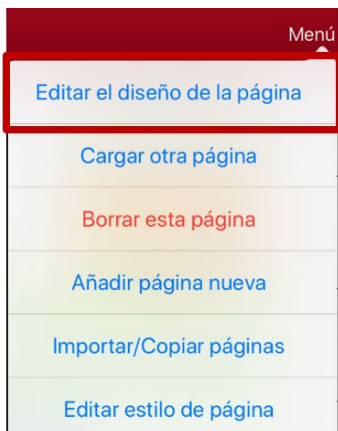 Menú
Editar el diseño de la página
Cargar otra página
Borrar esta página
Añadir página nueva
Importar/Copiar páginas
Editar estilo de página